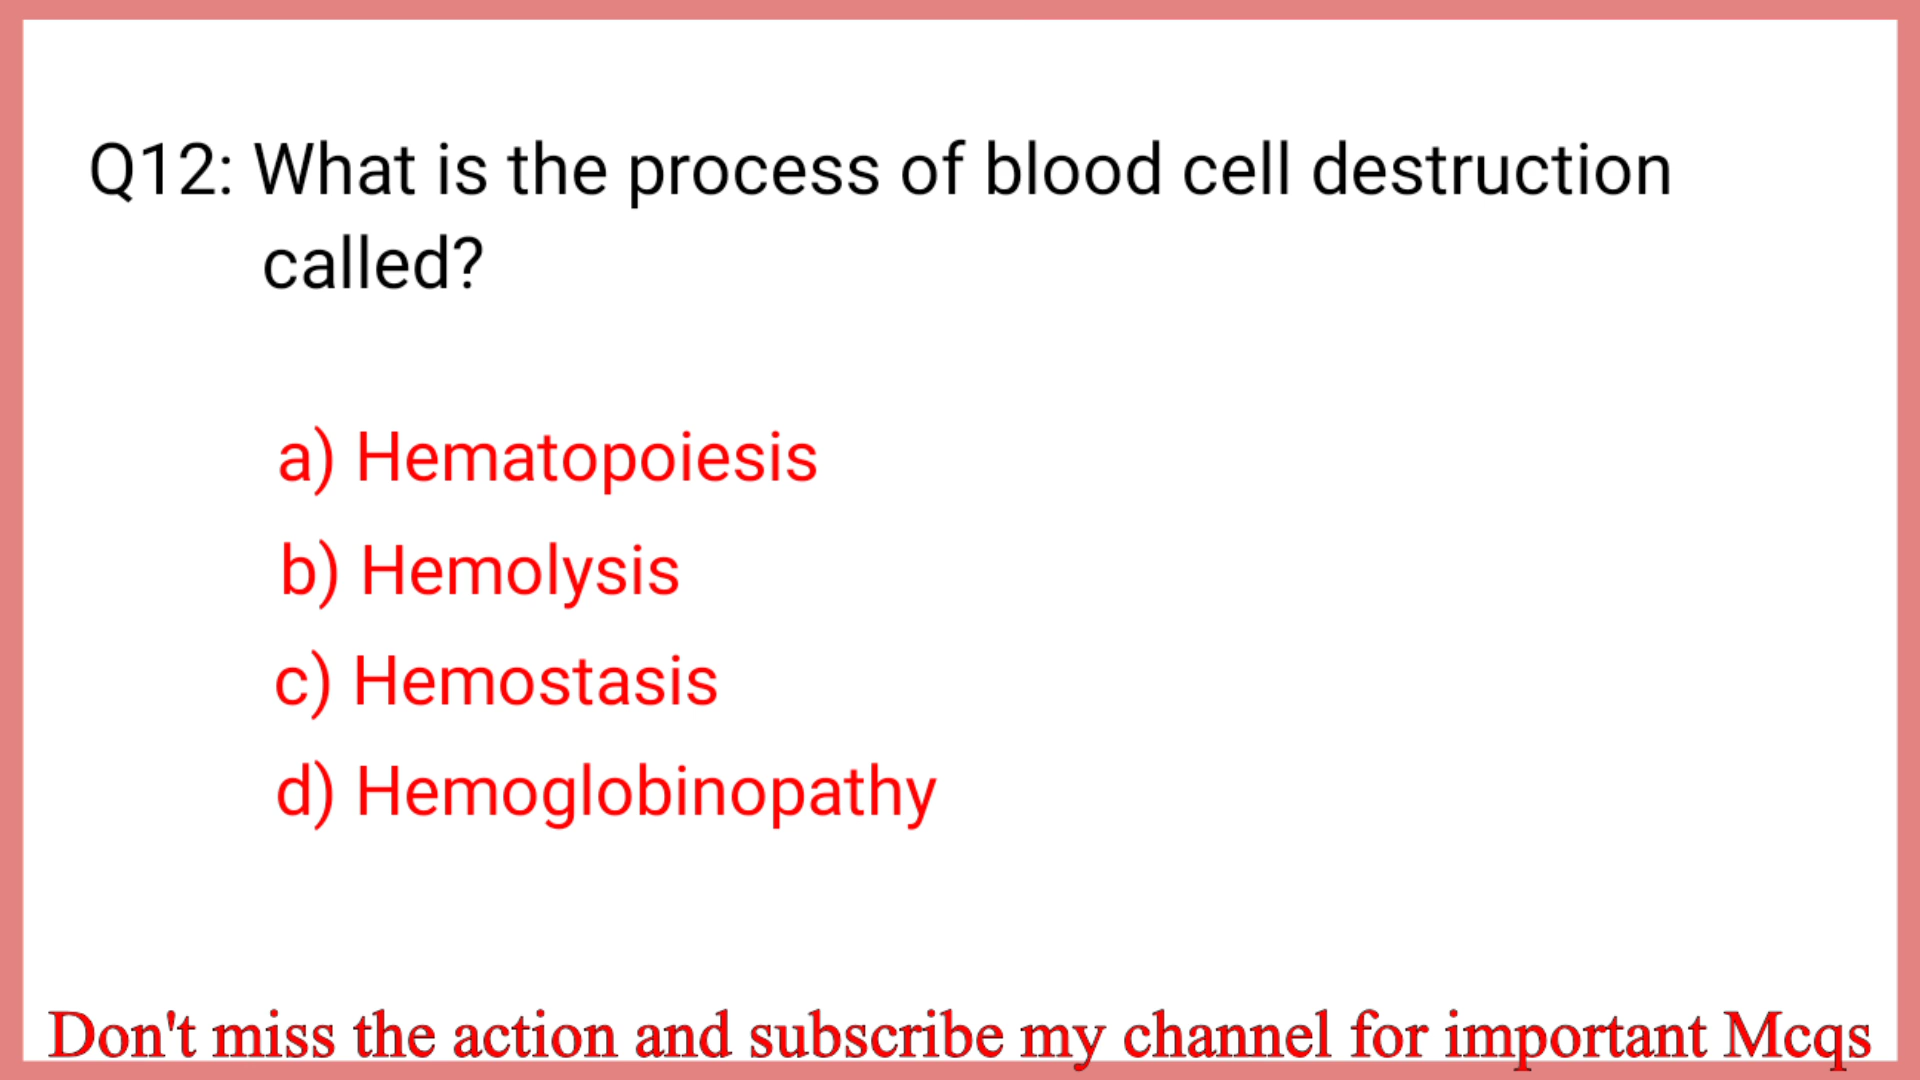 Q12: What is the process of blood cell destruction
called?
a) Hematopoiesis
b) Hemolysis
c) Hemostasis
d) Hemoglobinopathy
Don't miss the action and subscribe my channel for important Mcqs